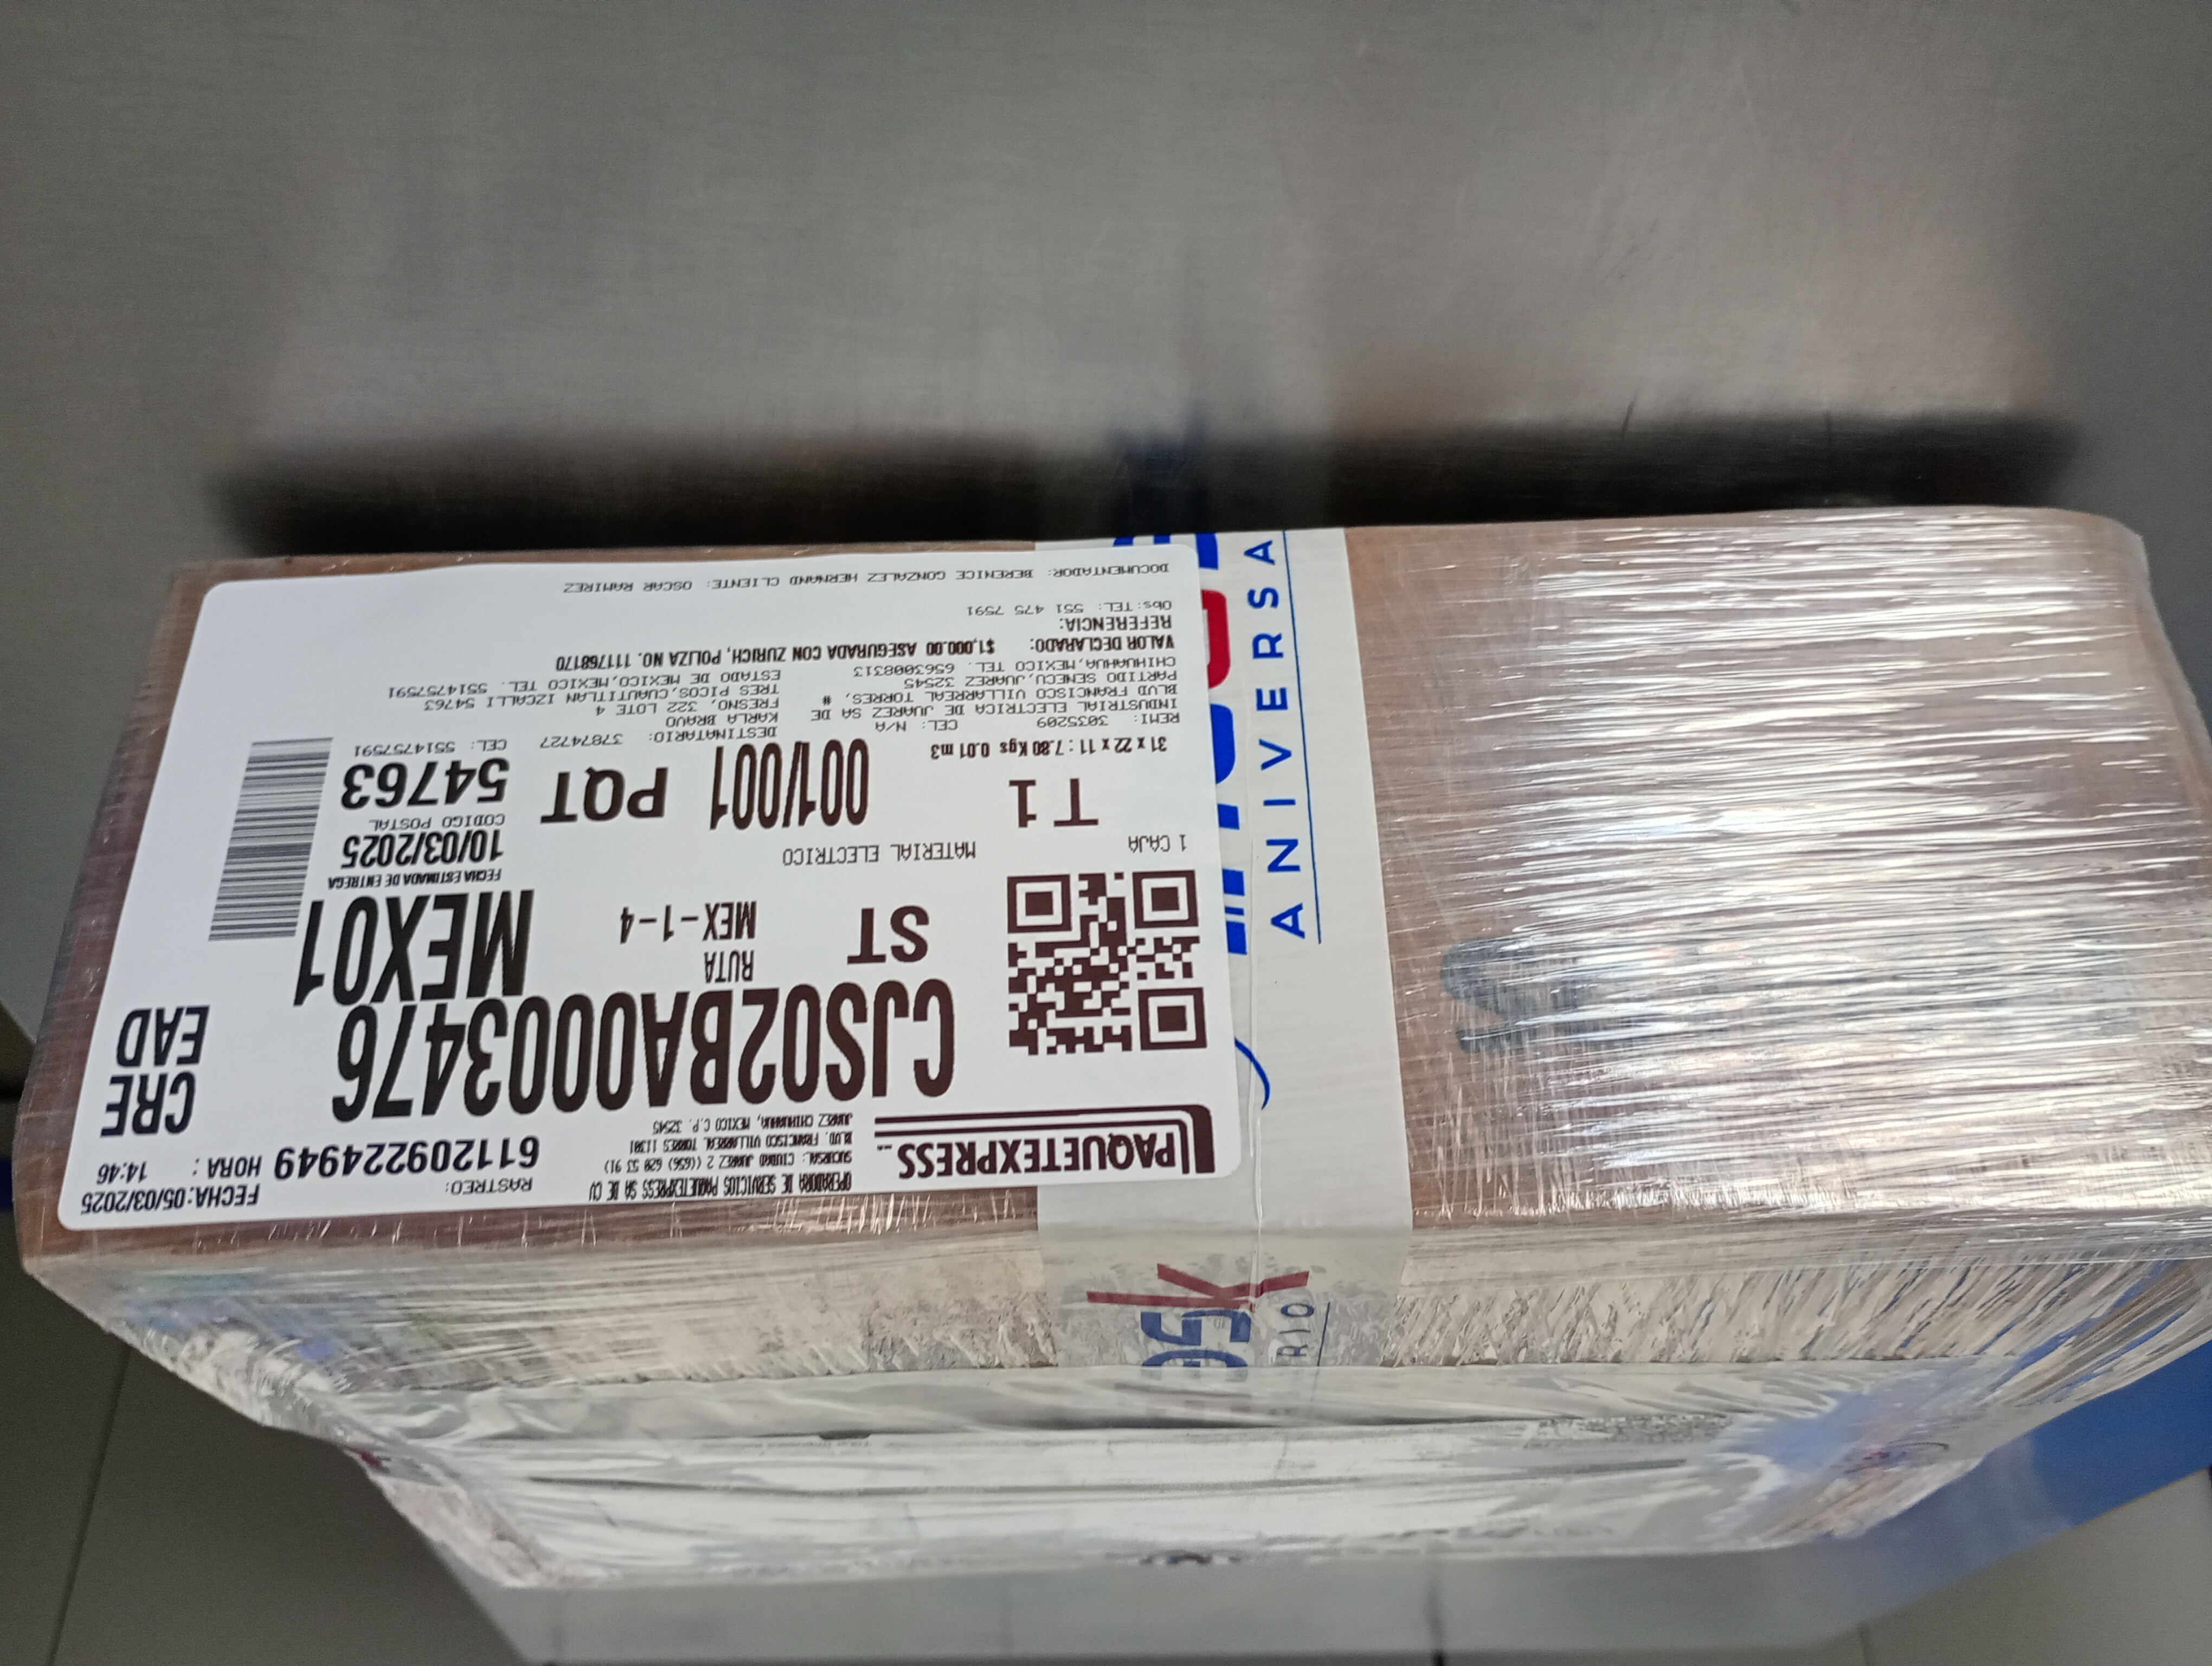 PAQUETEXPRESS
OPERADORA DE SERVICIOS PAQUETEXPRESS SA DE CV
SUCURSAL: CIUDAD JUAREZ 2 ((656) 620 53 91)
BLVD. FRANCISCO VILLARREAL TORRES 11381
JUAREZ CHIHUAHUA, MEXICO C.P. 32545
RASTREO:
611209224949
FECHA:05/03/2025
HORA: 14:46
CJS02BA0003476
CRE
EAD
ST
RUTA
MEX-1-4
MEX01
1 CAJA
MATERIAL ELECTRICO
FECHA ESTIMADA DE ENTREGA
10/03/2025
T1
001/001
PQT
CODIGO POSTAL
54763
31 x 22 x 11 : 7.80 Kgs 0.01 m3
REMI: 3035209 CEL: N/A
INDUSTRIAL ELECTRICA DE JUAREZ SA DE
BLVD FRANCISCO VILLARREAL TORRES, #
PARTIDO SENECU,JUAREZ 32545
CHIHUAHUA,MEXICO TEL. 6563008313
DESTINATARIO: 37874727 CEL: 5514757591
KARLA BRAVO
FRESNO, 322 LOTE 4
TRES PICOS,CUAUTITLAN IZCALLI 54763
ESTADO DE MEXICO,MEXICO TEL. 5514757591
VALOR DECLARADO: $1,000.00 ASEGURADA CON ZURICH, POLIZA NO. 111768170
REFERENCIA:
Obs:TEL: 551 475 7591
DOCUMENTADOR: BERENICE GONZALEZ HERNAND CLIENTE: OSCAR RAMIREZ
ANIVERSA
RIO